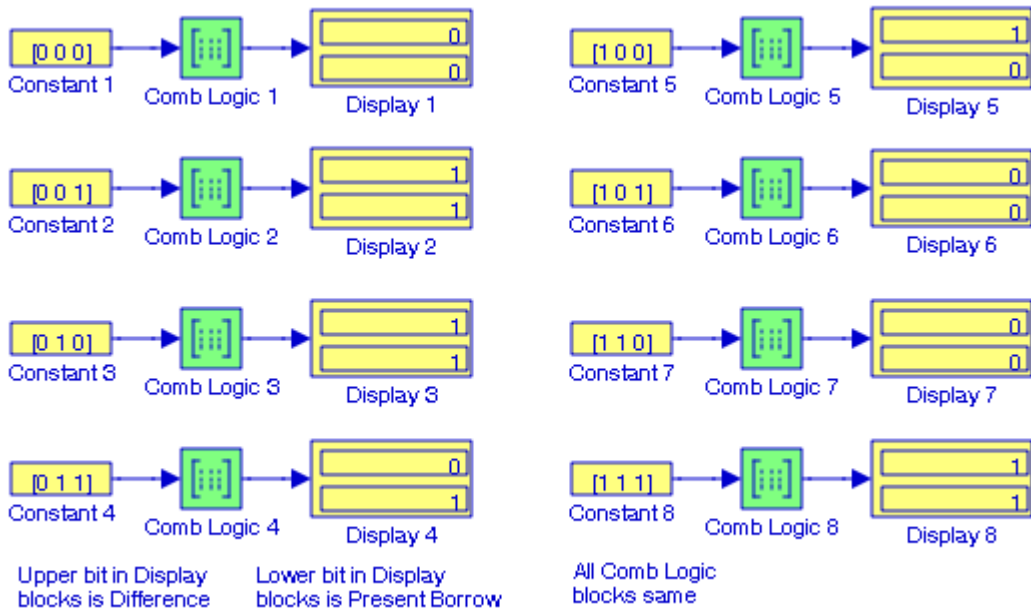 [0 0 0]
Constant 1
Comb Logic 1
0
0
Display 1
[1 0 0]
Constant 5
Comb Logic 5
1
0
Display 5
[0 0 1]
Constant 2
Comb Logic 2
1
1
Display 2
[1 0 1]
Constant 6
Comb Logic 6
0
0
Display 6
[0 1 0]
Constant 3
Comb Logic 3
1
1
Display 3
[1 1 0]
Constant 7
Comb Logic 7
0
0
Display 7
[0 1 1]
Constant 4
Comb Logic 4
0
1
Display 4
[1 1 1]
Constant 8
Comb Logic 8
1
1
Display 8
Upper bit in Display
blocks is Difference
Lower bit in Display
blocks is Present Borrow
All Comb Logic
blocks same